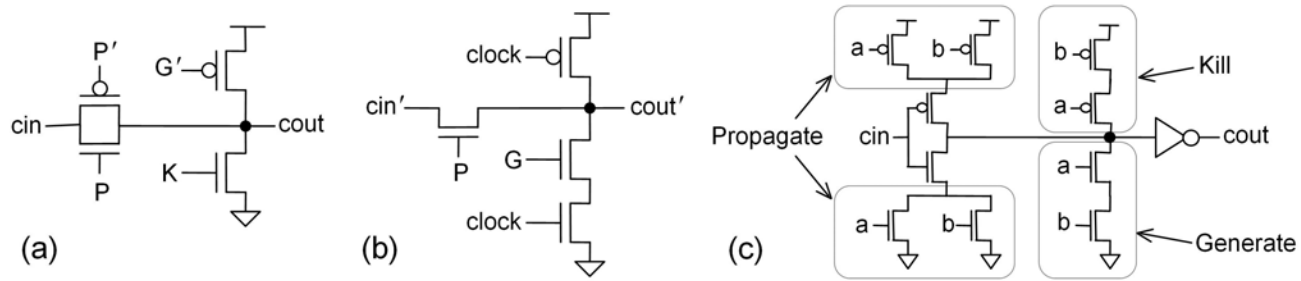 P′
G′
cin
cout
K
P
(a)
clock
cin′
cout′
P
G
clock
(b)
a
b
b
Kill
a
Propagate
cin
cout
a
a
b
b
Generate
(c)